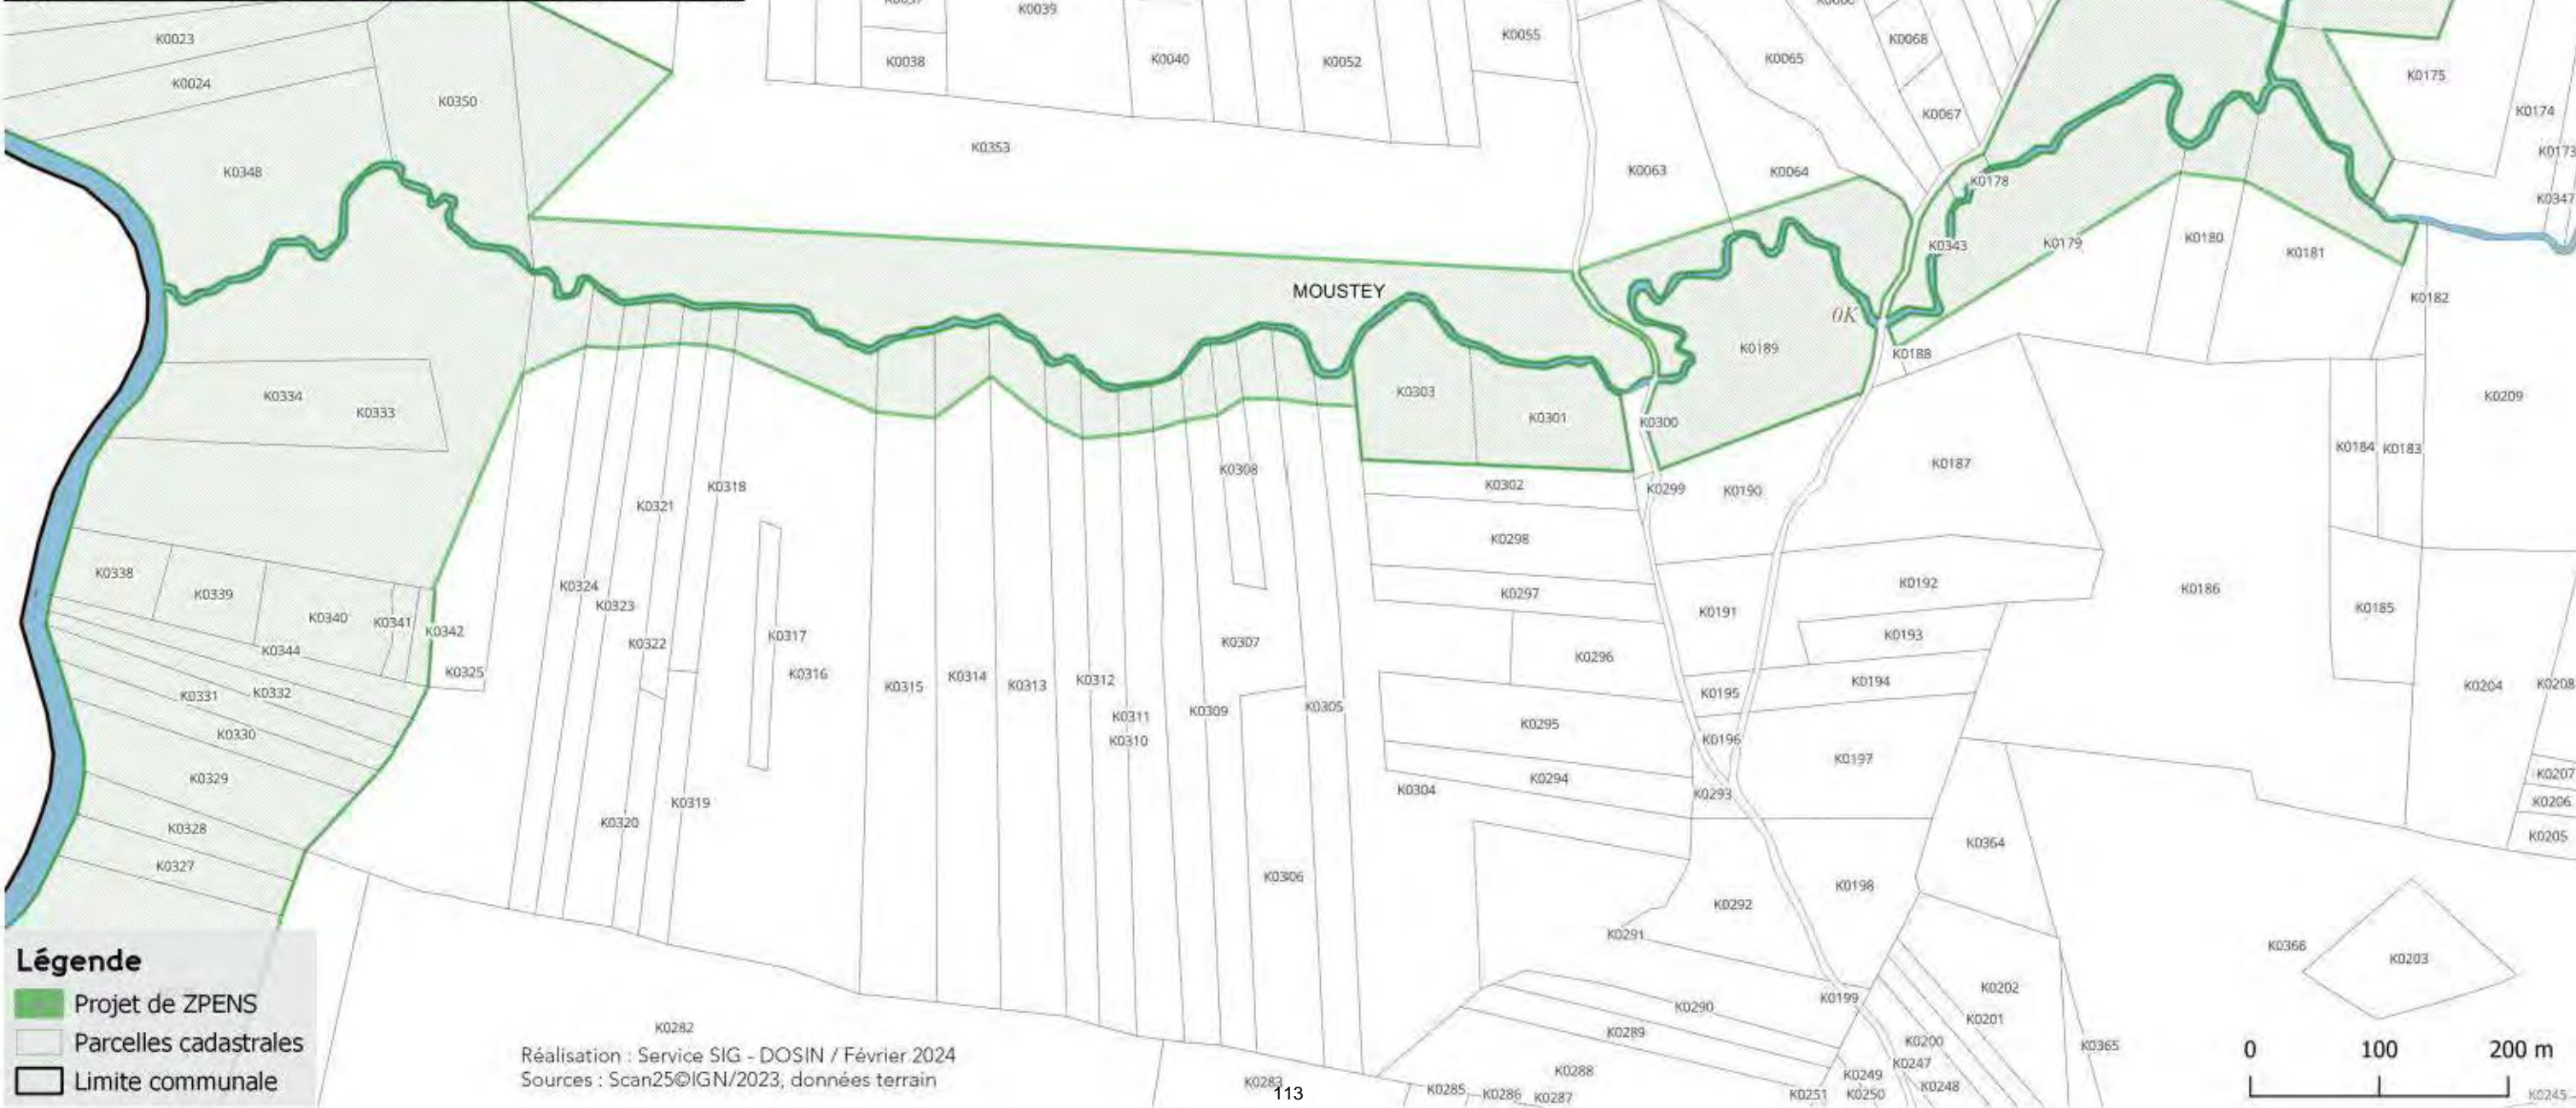 K0039
K0023
K0055
K0068
K0038
K0040
K0052
K0065
K0024
K0175
K0350
K0067
K0174
K0353
K0173
K0348
K0063
K0064
K0178
K0347
K0180
K0343
K0179
K0181
MOUSTEY
K0182
0K
K0189
K0188
K0303
K0334
K0209
K0333
K0301
K0300
K0184
K0183
K0187
K0308
K0302
K0318
K0299
K0190
K0321
K0298
K0338
K0192
K0324
K0186
K0339
K0297
K0323
K0185
K0340
K0191
K0341
K0342
K0193
K0317
K0322
K0307
K0344
K0296
K0325
K0316
K0314
K0312
K0194
K0315
K0313
K0204
K0208
K0332
K0195
K0331
K0305
K0309
K0311
K0295
K0330
K0310
K0196
K0197
K0207
K0329
K0294
K0304
K0293
K0319
K0206
K0320
K0328
K0205
K0364
K0327
K0306
K0198
K0292
K0291
K0366
K0203
Légende
K0202
Projet de ZPENS
K0199
K0290
K0201
K0282
K0289
Parcelles cadastrales
K0200
K0365
0 100 200 m
Réalisation : Service SIG - DOSIN / Février 2024
K0247
K0288
K0249
Limite communale
Sources : Scan25©IGN/2023, données terrain
K0283
K0248
K0285
K0286
K0287
K0251
K0250
K0245
113